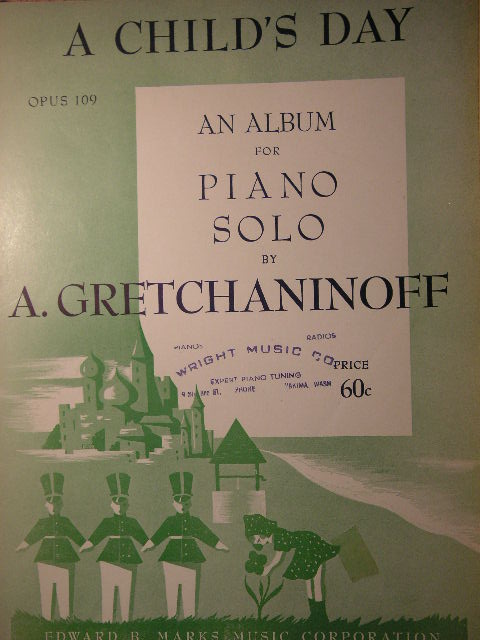 A CHILD'S DAY
OPUS 109
AN ALBUM
FOR
PIANO
SOLO
BY
A. GRETCHANINOFF
PIANOS RADIOS
WRIGHT MUSIC CO.
EXPERT PIANO TUNING
ST. PHONE YAKIMA, WASH
PRICE
60c
EDWARD B. MARKS MUSIC CORPORATION